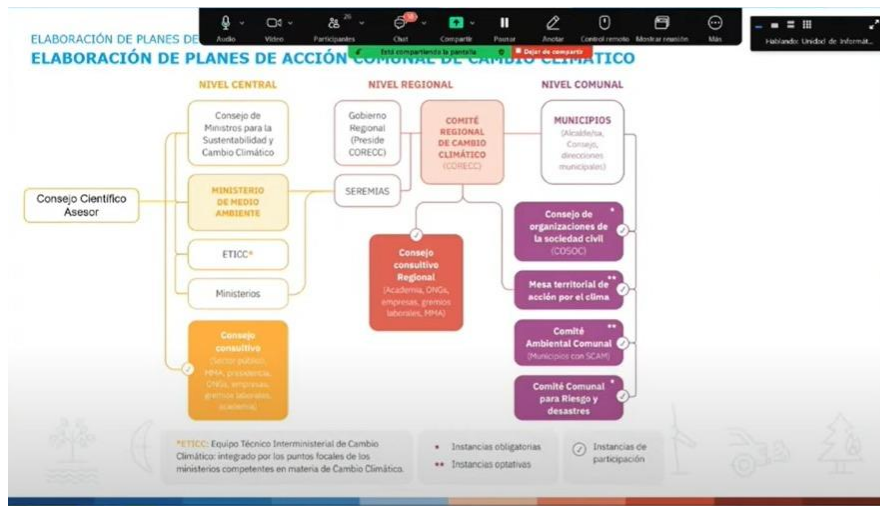 ELABORACIÓN DE PLANES DE
Audio
Vídeo
26
Participantes
18
Chat
Compartir
Pausar
Anotar
Control remoto
Mostrar reunión
Más
Está compartiendo la pantalla
Dejar de compartir
Hablando: Unidad de Informát...
ELABORACIÓN DE PLANES DE ACCIÓN COMUNAL DE CAMBIO CLIMÁTICO
NIVEL CENTRAL
NIVEL REGIONAL
NIVEL COMUNAL
Consejo Científico
Asesor
Consejo de
Ministros para la
Sustentabilidad y
Cambio Climático
MINISTERIO
DE MEDIO
AMBIENTE
ETICC*
Ministerios
Consejo
consultivo
(Sector público,
MMA, presidencia,
ONGs, empresas,
gremios laborales,
academia)
Gobierno
Regional
(Preside
CORECC)
SEREMIAS
COMITÉ
REGIONAL
DE CAMBIO
CLIMÁTICO
(CORECC)
Consejo
consultivo
Regional
(Academia, ONGs,
empresas, gremios
laborales, MMA)
MUNICIPIOS
(Alcalde/sa,
Consejo,
direcciones
municipales)
Consejo de *
organizaciones de
la sociedad civil
(COSOC)
Mesa territorial de **
acción por el clima
Comité **
Ambiental Comunal
(Municipios con SCAM)
Comité Comunal *
para Riesgo y
desastres
*ETICC: Equipo Técnico Interministerial de Cambio
Climático: integrado por los puntos focales de los
ministerios competentes en materia de Cambio Climático.
* Instancias obligatorias
** Instancias optativas
Instancias de
participación